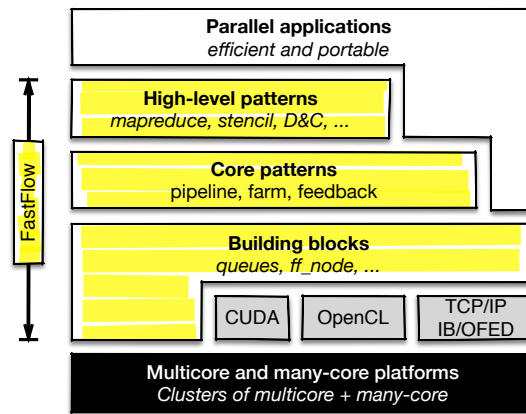 Parallel applications
efficient and portable
High-level patterns
mapreduce, stencil, D&C, ...
FastFlow
Core patterns
pipeline, farm, feedback
Building blocks
queues, ff_node, ...
CUDA
OpenCL
TCP/IP
IB/OFED
Multicore and many-core platforms
Clusters of multicore + many-core